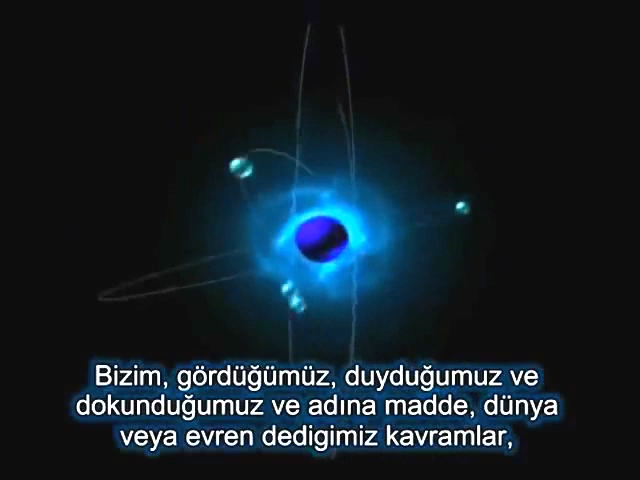 Bizim, gördüğümüz, duyduğumuz ve
dokunduğumuz ve adına madde, dünya
veya evren dedigimiz kavramlar,